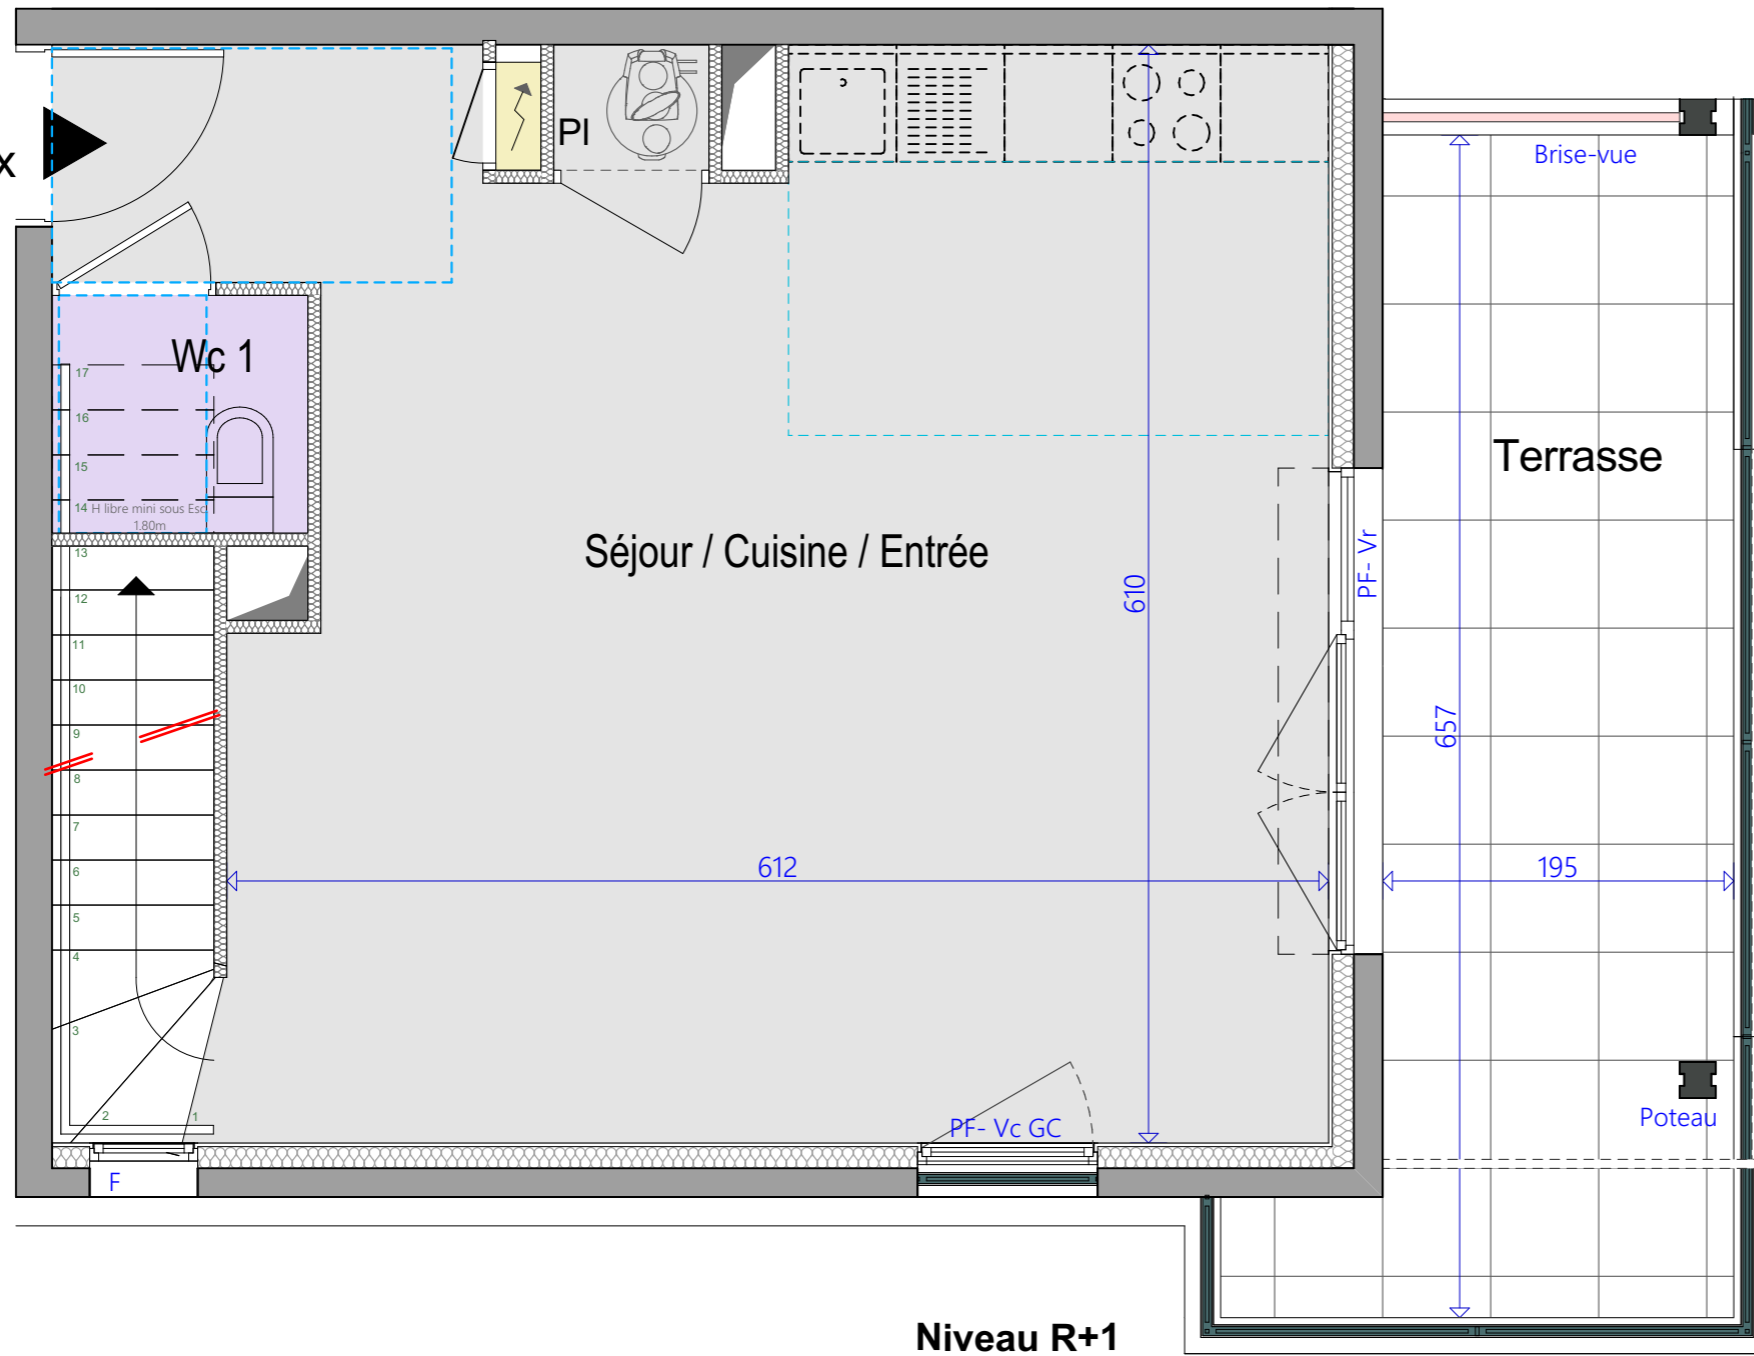 x
Pl
Brise-vue
Wc 1
17
16
15
14 H libre mini sous Esc
1.80m
13
12
11
10
9
8
7
6
5
4
3
2
1
Séjour / Cuisine / Entrée
Terrasse
PF- Vr
610
657
612
195
PF- Vc GC
Poteau
F
Niveau R+1